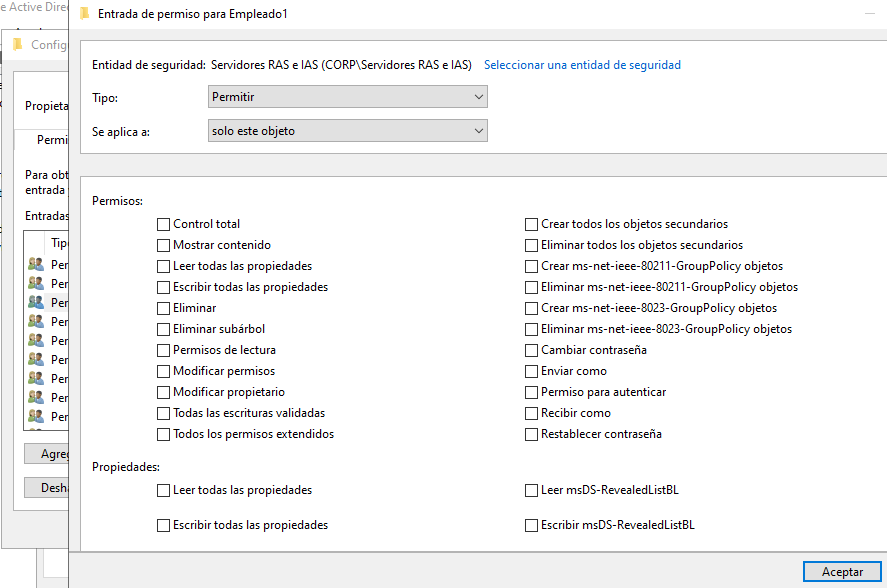 e Active Direc
Entrada de permiso para Empleado1
Config
Entidad de seguridad: Servidores RAS e IAS (CORP\Servidores RAS e IAS) Seleccionar una entidad de seguridad
Tipo: Permitir
Propieta
Se aplica a: solo este objeto
Permi
Para obt
entrada
Permisos:
Entradas
Control total Crear todos los objetos secundarios
Tipo
Mostrar contenido Eliminar todos los objetos secundarios
Per
Leer todas las propiedades Crear ms-net-ieee-80211-GroupPolicy objetos
Per
Escribir todas las propiedades Eliminar ms-net-ieee-80211-GroupPolicy objetos
Per
Eliminar Crear ms-net-ieee-8023-GroupPolicy objetos
Per
Eliminar subárbol Eliminar ms-net-ieee-8023-GroupPolicy objetos
Per
Permisos de lectura Cambiar contraseña
Per
Modificar permisos Enviar como
Per
Modificar propietario Permiso para autenticar
Per
Todas las escrituras validadas Recibir como
Per
Todos los permisos extendidos Restablecer contraseña
Agreg
Propiedades:
Desha
Leer todas las propiedades Leer msDS-RevealedListBL
Escribir todas las propiedades Escribir msDS-RevealedListBL
Aceptar